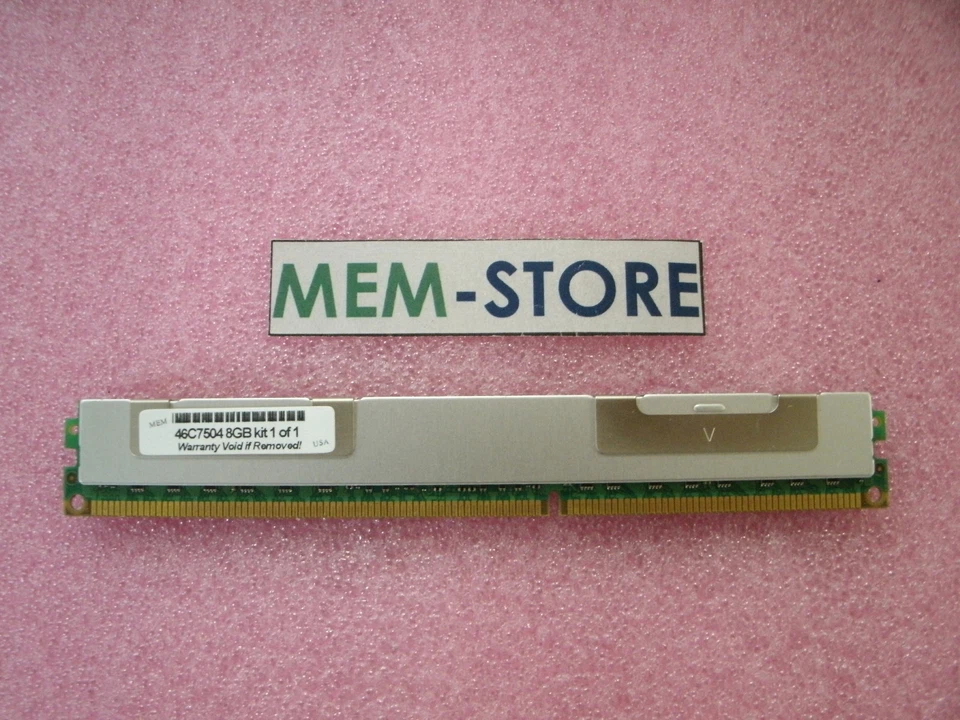 MEM-STORE
MEM
46C7504 8GB kit 1 of 1
Warranty Void if Removed!
USA
V